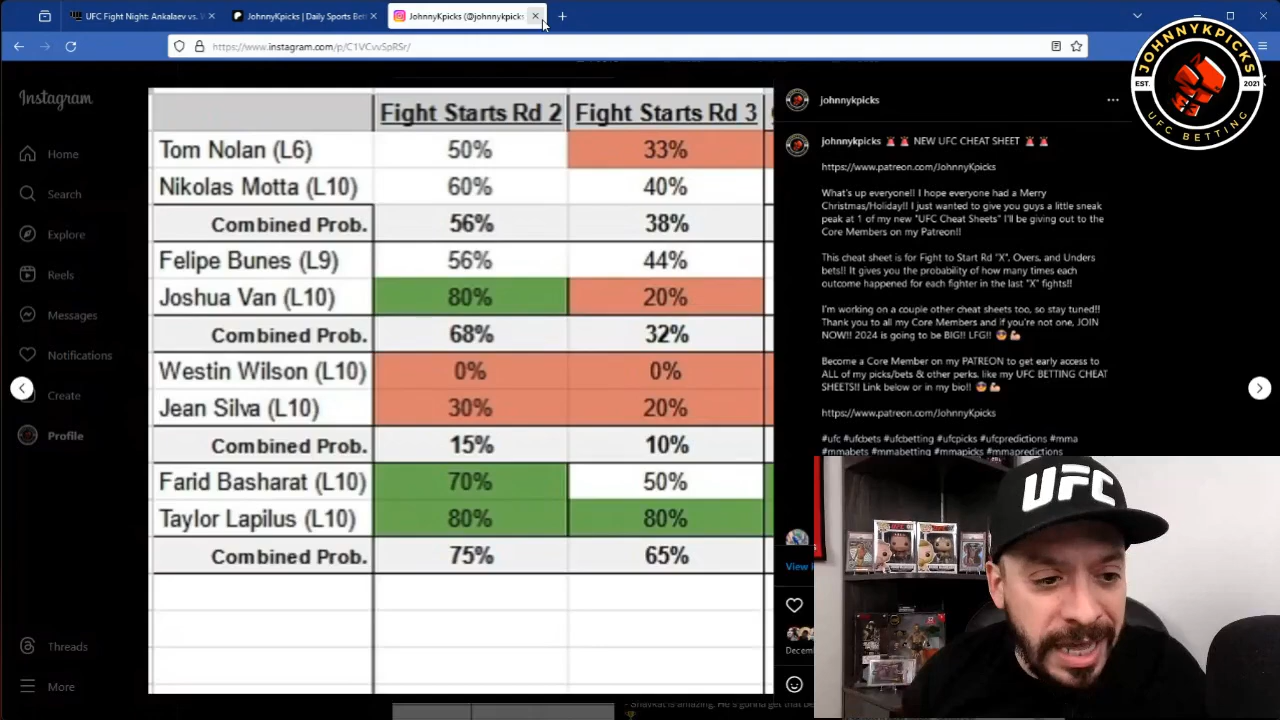 UFC Fight Night: Ankalaev vs. W
JohnnyKpicks | Daily Sports Bet
JohnnyKpicks (@johnnykpicks
https://www.instagram.com/p/C1VCvvSpRSr/
JOHNNYKPICKS
EST. 2021
UFC BETTING
Instagram
Home
Search
Explore
Reels
Messages
Notifications
Create
Profile
Threads
More
Fight Starts Rd 2 Fight Starts Rd 3
Tom Nolan (L6) 50% 33%
Nikolas Motta (L10) 60% 40%
Combined Prob. 56% 38%
Felipe Bunes (L9) 56% 44%
Joshua Van (L10) 80% 20%
Combined Prob. 68% 32%
Westin Wilson (L10) 0% 0%
Jean Silva (L10) 30% 20%
Combined Prob. 15% 10%
Farid Basharat (L10) 70% 50%
Taylor Lapilus (L10) 80% 80%
Combined Prob. 75% 65%
johnnykpicks
johnnykpicks 🚨 🚨 NEW UFC CHEAT SHEET 🚨 🚨
https://www.patreon.com/JohnnyKpicks
What's up everyone!! I hope everyone had a Merry
Christmas/Holiday!! I just wanted to give you guys a little sneak
peak at 1 of my new "UFC Cheat Sheets" I'll be giving out to the
Core Members on my Patreon!!
This cheat sheet is for Fight to Start Rd "X", Overs, and Unders
bets!! It gives you the probability of how many times each
outcome happened for each fighter in the last "X" fights!!
I'm working on a couple other cheat sheets too, so stay tuned!!
Thank you to all my Core Members and if you're not one, JOIN
NOW!! 2024 is going to be BIG!! LFG!! 😎 💪🏼
Become a Core Member on my PATREON to get early access to
ALL of my picks/bets & other perks, like my UFC BETTING CHEAT
SHEETS!! Link below or in my bio!! 😎 💪🏼
https://www.patreon.com/JohnnyKpicks
#ufc #ufcbets #ufcbetting #ufcpicks #ufcpredictions #mma
#mmabets #mmabetting #mmapicks #mmapredictions
View
Decem
UFC